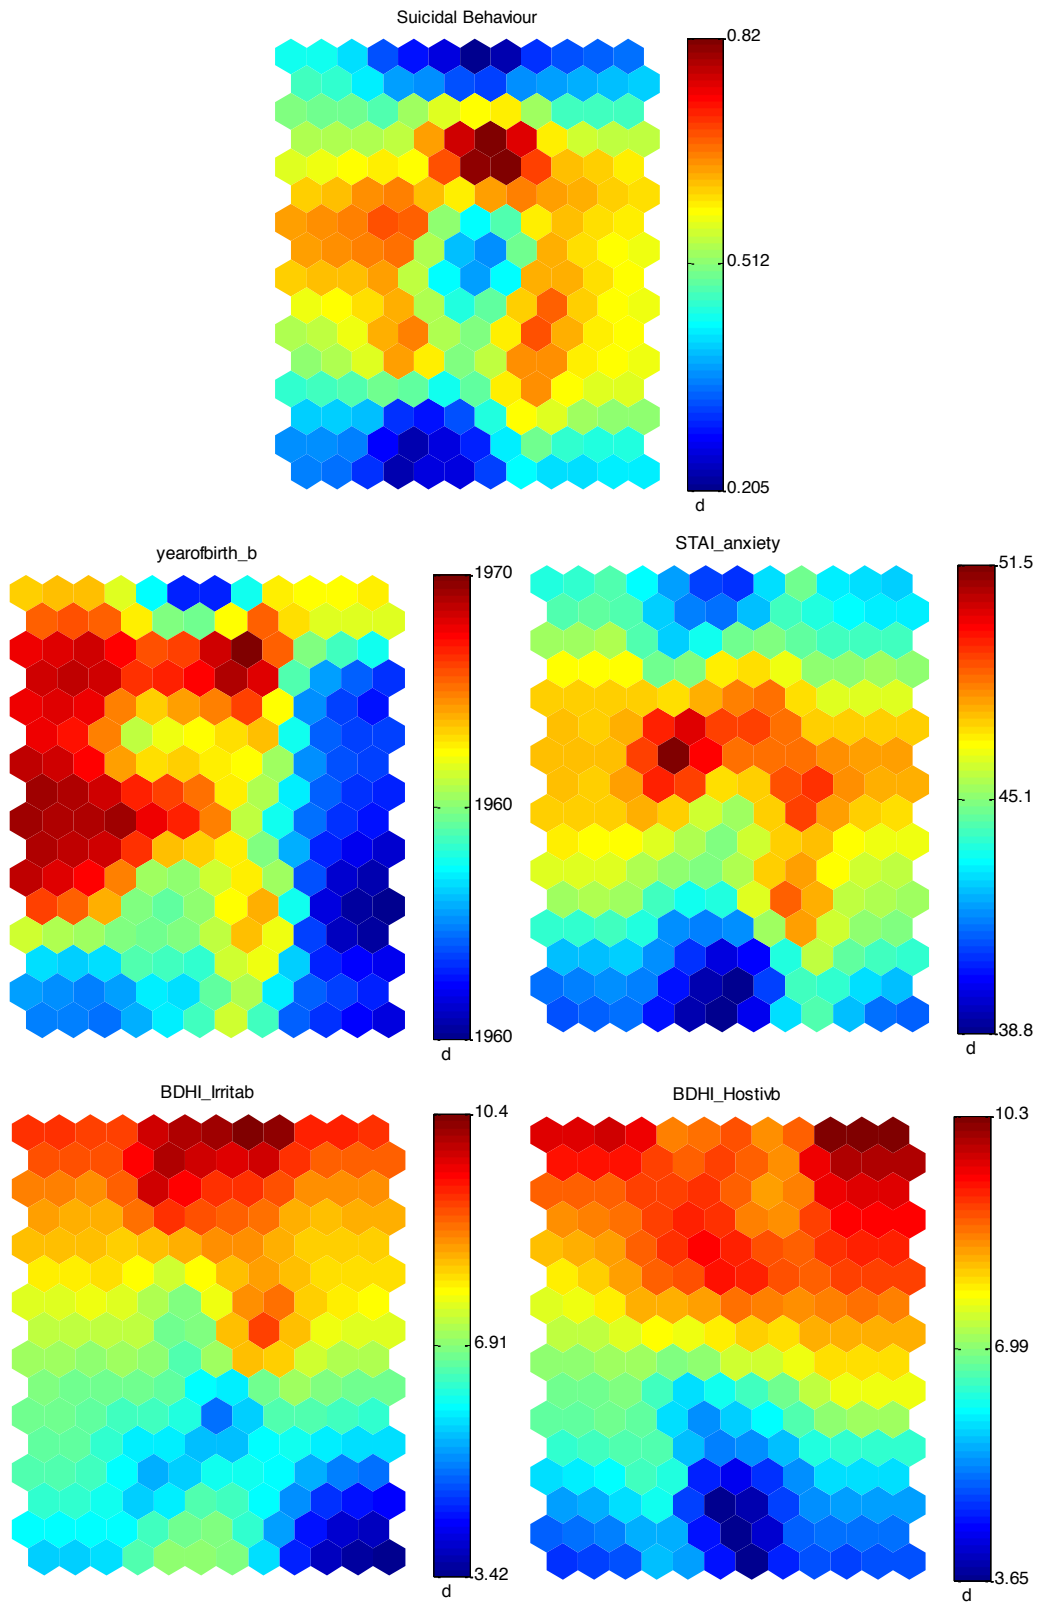 Suicidal Behaviour
0.82
0.512
0.205
d
yearofbirth_b
1970
1960
1960
d
STAI_anxiety
51.5
45.1
38.8
d
BDHI_Irritab
10.4
6.91
3.42
d
BDHI_Hostivb
10.3
6.99
3.65
d